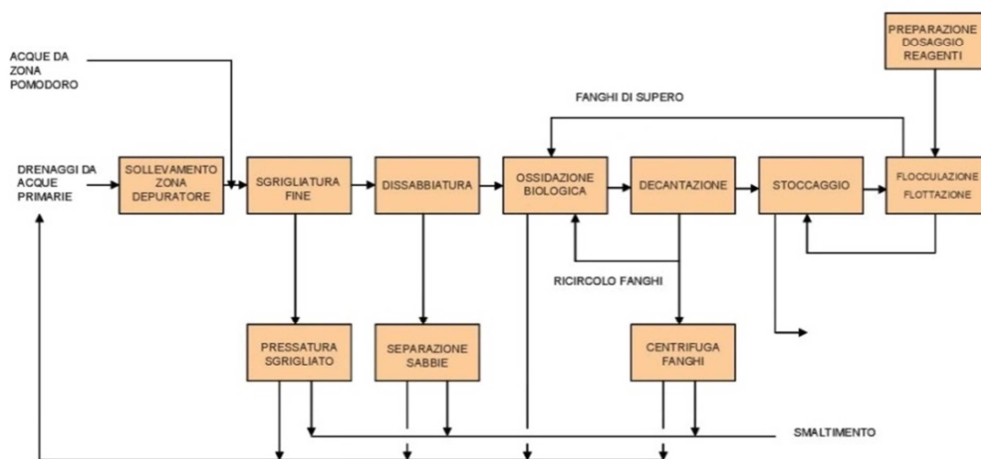 PREPARAZIONE
DOSAGGIO
REAGENTI
ACQUE DA
ZONA
POMODORO
FANGHI DI SUPERO
DRENAGGI DA
ACQUE
PRIMARIE
SOLLEVAMENTO
ZONA
DEPURATORE
SGRIGLIATURA
FINE
DISSABBIATURA
OSSIDAZIONE
BIOLOGICA
DECANTAZIONE
STOCCAGGIO
FLOCCULAZIONE
FLOTTAZIONE
RICIRCOLO FANGHI
PRESSATURA
SGRIGLIATO
SEPARAZIONE
SABBIE
CENTRIFUGA
FANGHI
SMALTIMENTO